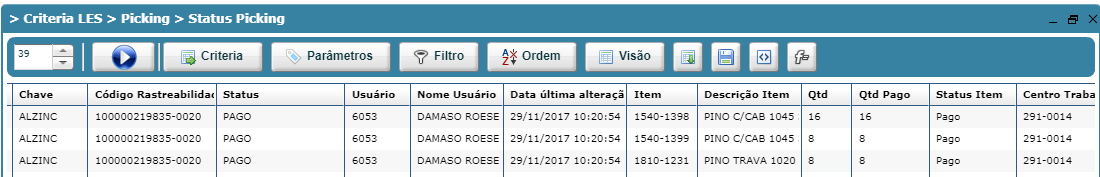 > Criteria LES > Picking > Status Picking
39 Criteria Parâmetros Filtro Ordem Visão
Chave Código Rastreabilidad Status Usuário Nome Usuário Data última alteraçã Item Descrição Item Qtd Qtd Pago Status Item Centro Traba
ALZINC 100000219835-0020 PAGO 6053 DAMASO ROESE 29/11/2017 10:20:54 1540-1398 PINO C/CAB 1045 16 16 Pago 291-0014
ALZINC 100000219835-0020 PAGO 6053 DAMASO ROESE 29/11/2017 10:20:54 1540-1399 PINO C/CAB 1045 8 8 Pago 291-0014
ALZINC 100000219835-0020 PAGO 6053 DAMASO ROESE 29/11/2017 10:20:54 1810-1231 PINO TRAVA 1020 8 8 Pago 291-0014